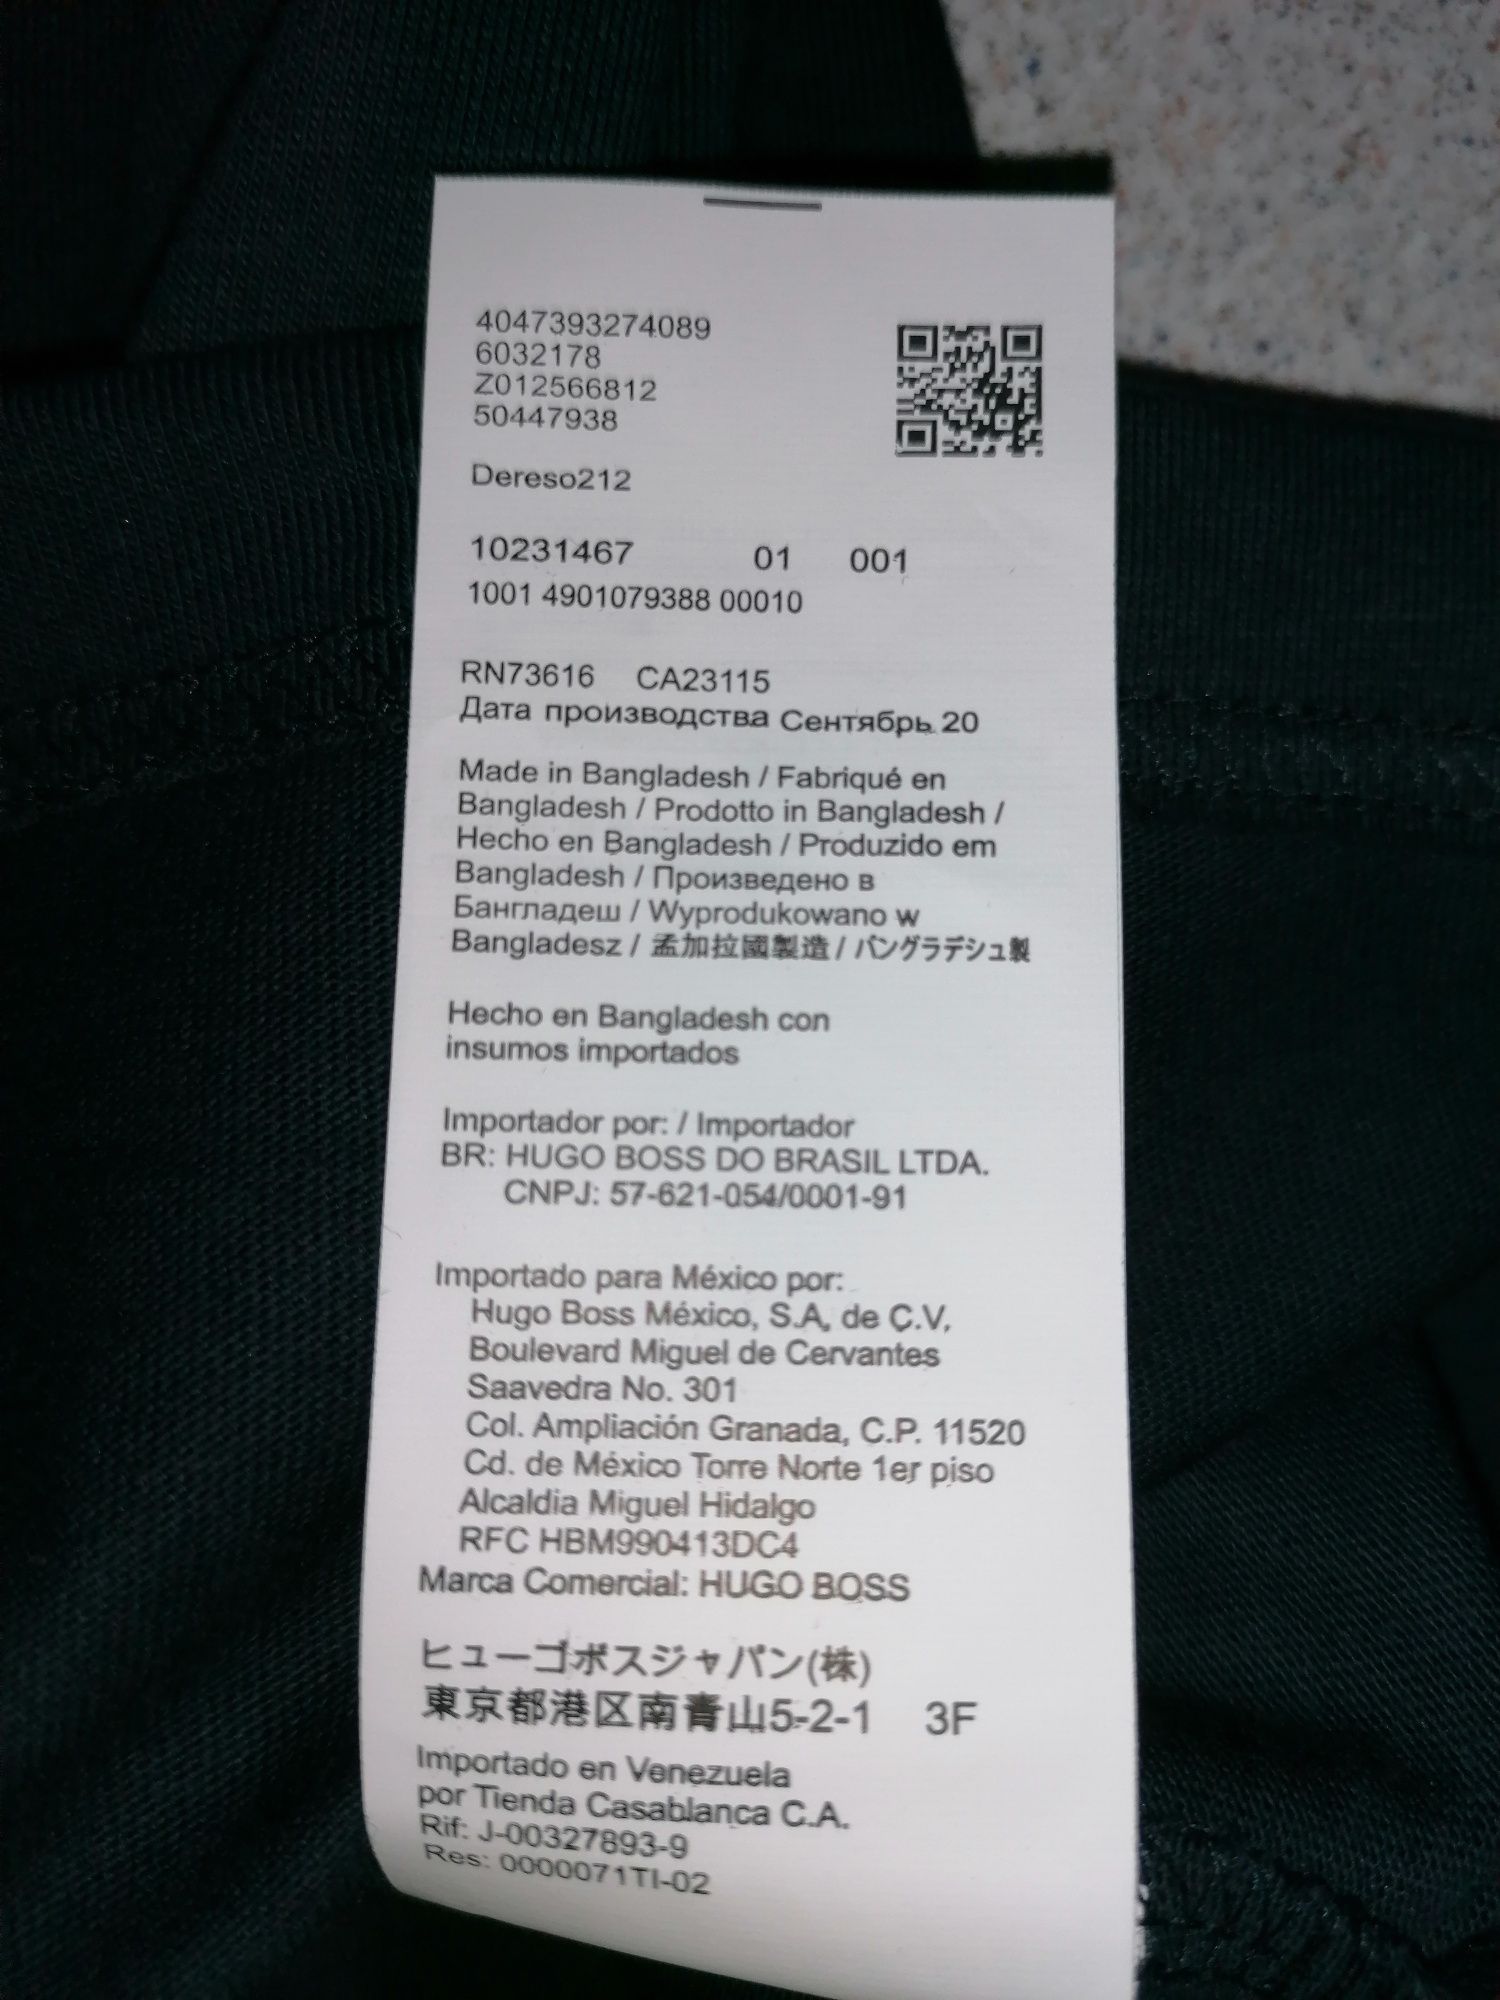 4047393274089
6032178
Z012566812
50447938
Dereso212
10231467 01 001
1001 4901079388 00010
RN73616 CA23115
Дата производства Сентябрь 20
Made in Bangladesh / Fabriqué en
Bangladesh / Prodotto in Bangladesh /
Hecho en Bangladesh / Produzido em
Bangladesh / Произведено в
Бангладеш / Wyprodukowano w
Bangladesz / 孟加拉國製造 / バングラデシュ製
Hecho en Bangladesh con
insumos importados
Importador por: / Importador
BR: HUGO BOSS DO BRASIL LTDA.
CNPJ: 57-621-054/0001-91
Importado para México por:
Hugo Boss México, S.A, de C.V,
Boulevard Miguel de Cervantes
Saavedra No. 301
Col. Ampliación Granada, C.P. 11520
Cd. de México Torre Norte 1er piso
Alcaldia Miguel Hidalgo
RFC HBM990413DC4
Marca Comercial: HUGO BOSS
ヒューゴボスジャパン(株)
東京都港区南青山5-2-1 3F
Importado en Venezuela
por Tienda Casablanca C.A.
Rif: J-00327893-9
Res: 0000071TI-02